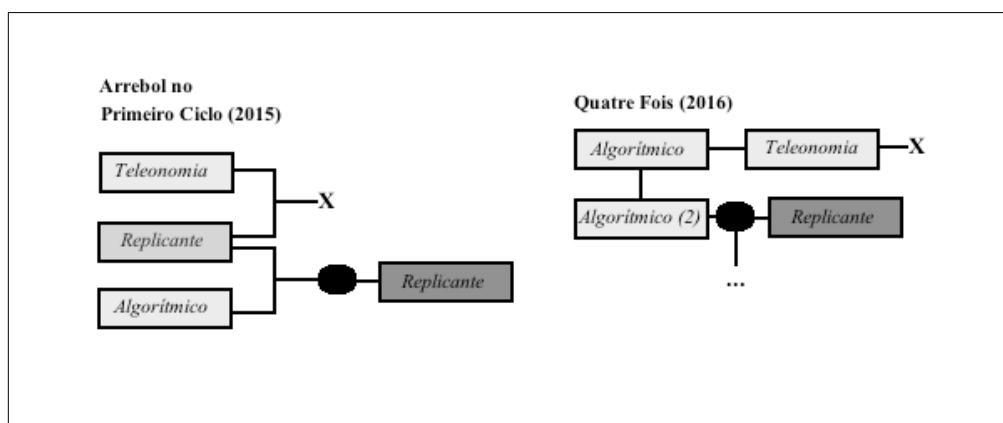 Arrebol no
Primeiro Ciclo (2015)
Teleonomia
X
Replicante
Replicante
Algorítmico
Quatre Fois (2016)
Algorítmico
Teleonomia
X
Algorítmico (2)
Replicante
...